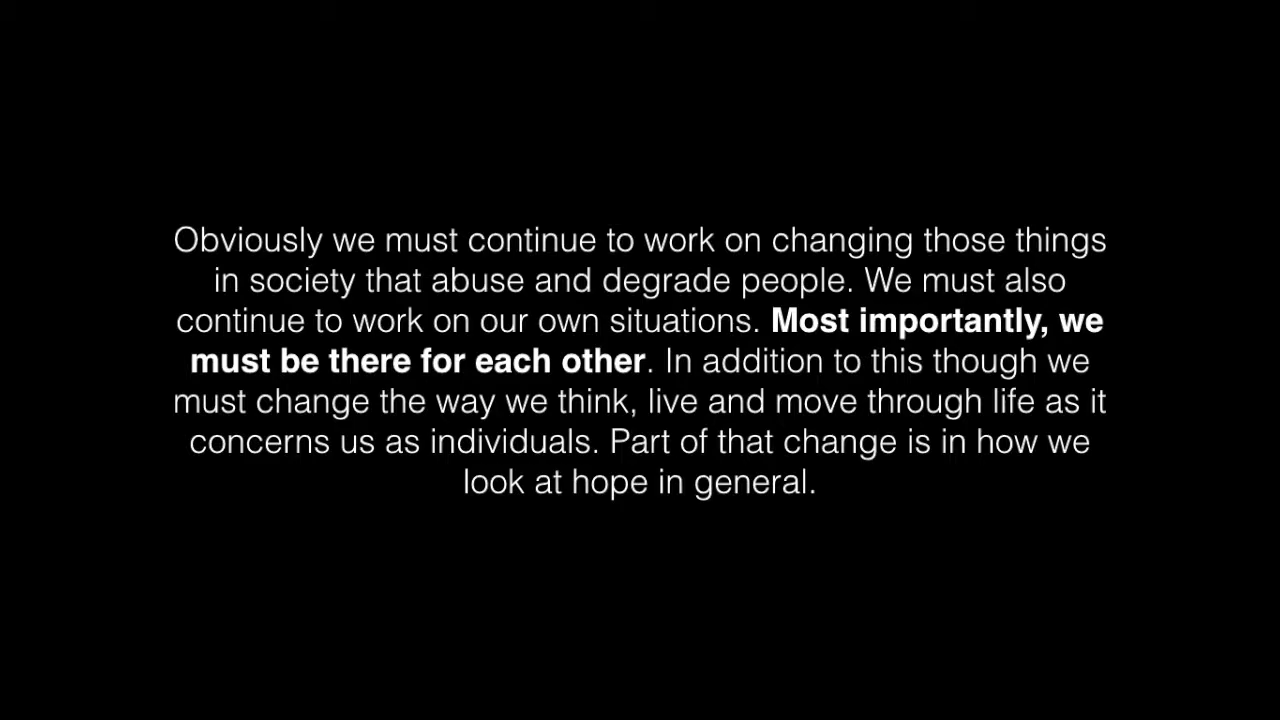 Obviously we must continue to work on changing those things
in society that abuse and degrade people. We must also
continue to work on our own situations. Most importantly, we
must be there for each other. In addition to this though we
must change the way we think, live and move through life as it
concerns us as individuals. Part of that change is in how we
look at hope in general.